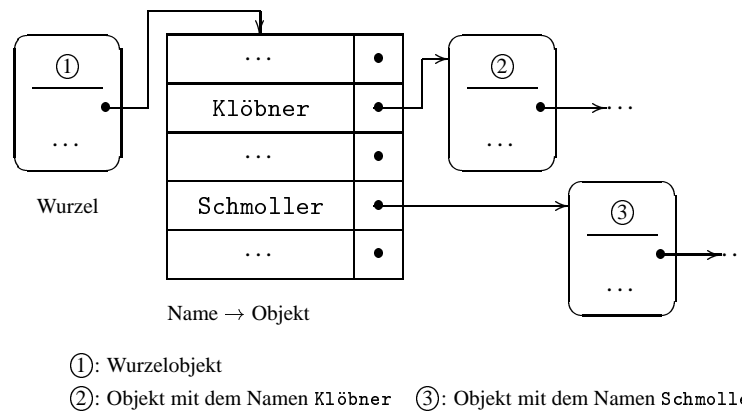 ①
...
Wurzel
...
Klöbner
...
Schmoller
...
Name → Objekt
②
...
...
③
...
...
①: Wurzelobjekt
②: Objekt mit dem Namen Klöbner ③: Objekt mit dem Namen